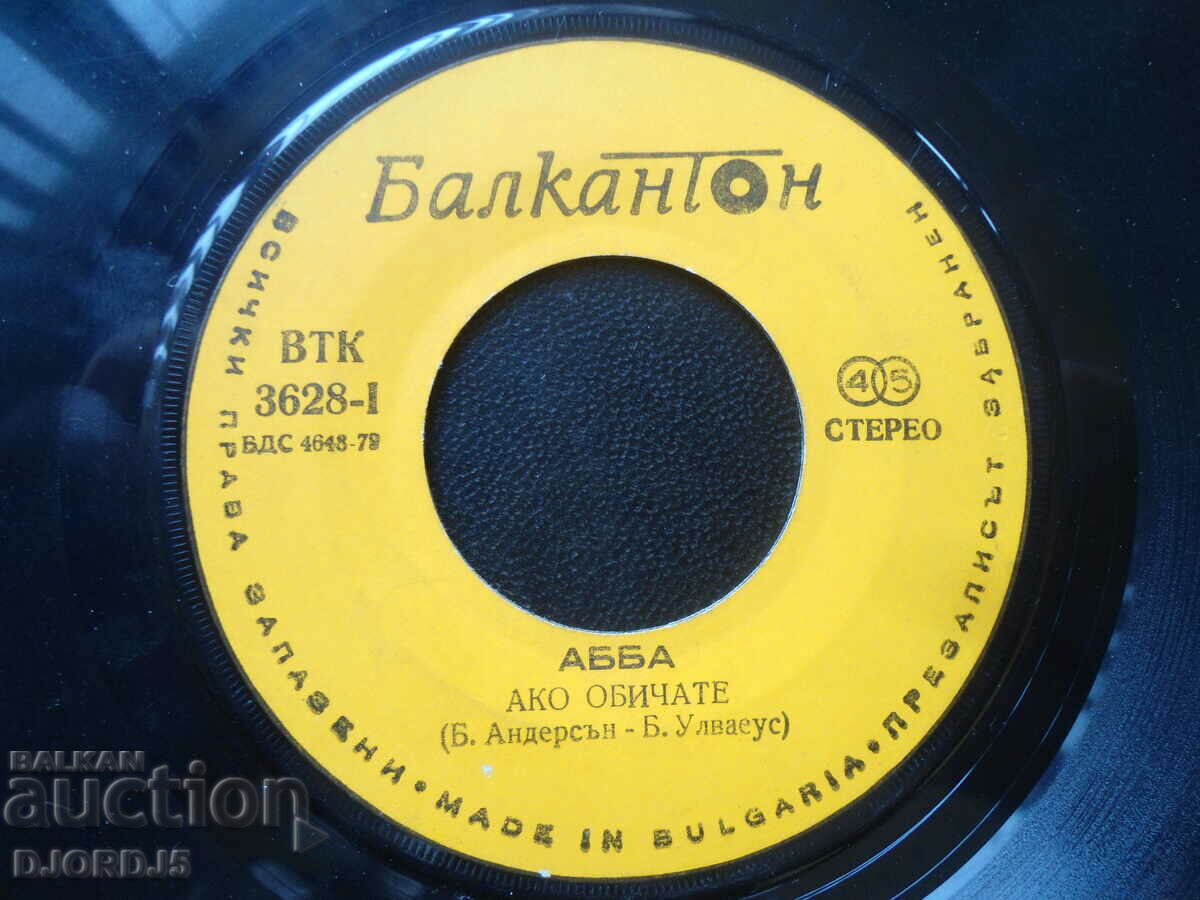 Балкантон
ВТК
3628-I
БДС 4648-79
45
СТЕРЕО
АББА
АКО ОБИЧАТЕ
(Б. Андерсън - Б. Улваеус)
ВСИЧКИ ПРАВА ЗАПАЗЕНИ • MADE IN BULGARIA • ПРЕЗАПИСЪТ ЗАБРАНЕН
BALKAN
auction
DJORDJ5